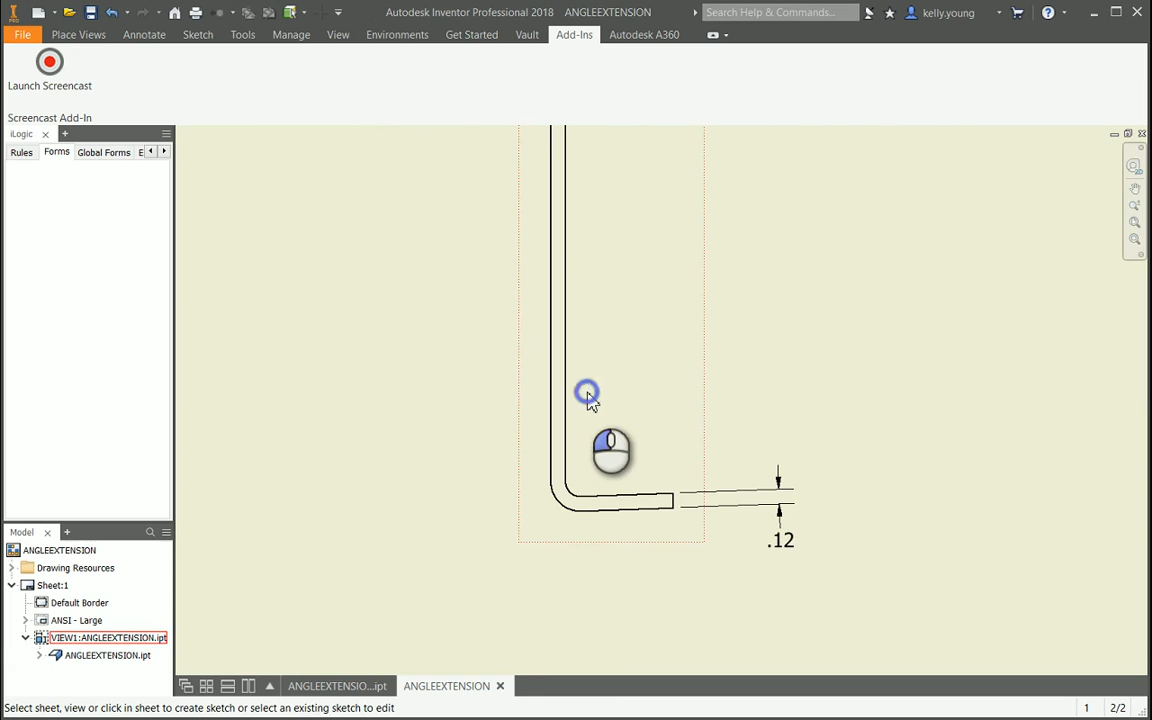 Autodesk Inventor Professional 2018 ANGLEEXTENSION Search Help & Commands... kelly.young
PRO
File Place Views Annotate Sketch Tools Manage View Environments Get Started Vault Add-Ins Autodesk A360
Launch Screencast
Screencast Add-In
iLogic
Rules Forms Global Forms E
.12
Model
ANGLEEXTENSION
Drawing Resources
Sheet:1
Default Border
ANSI - Large
VIEW1:ANGLEEXTENSION.ipt
ANGLEEXTENSION.ipt
ANGLEEXTENSIO...ipt ANGLEEXTENSION
Select sheet, view or click in sheet to create sketch or select an existing sketch to edit 1 2/2